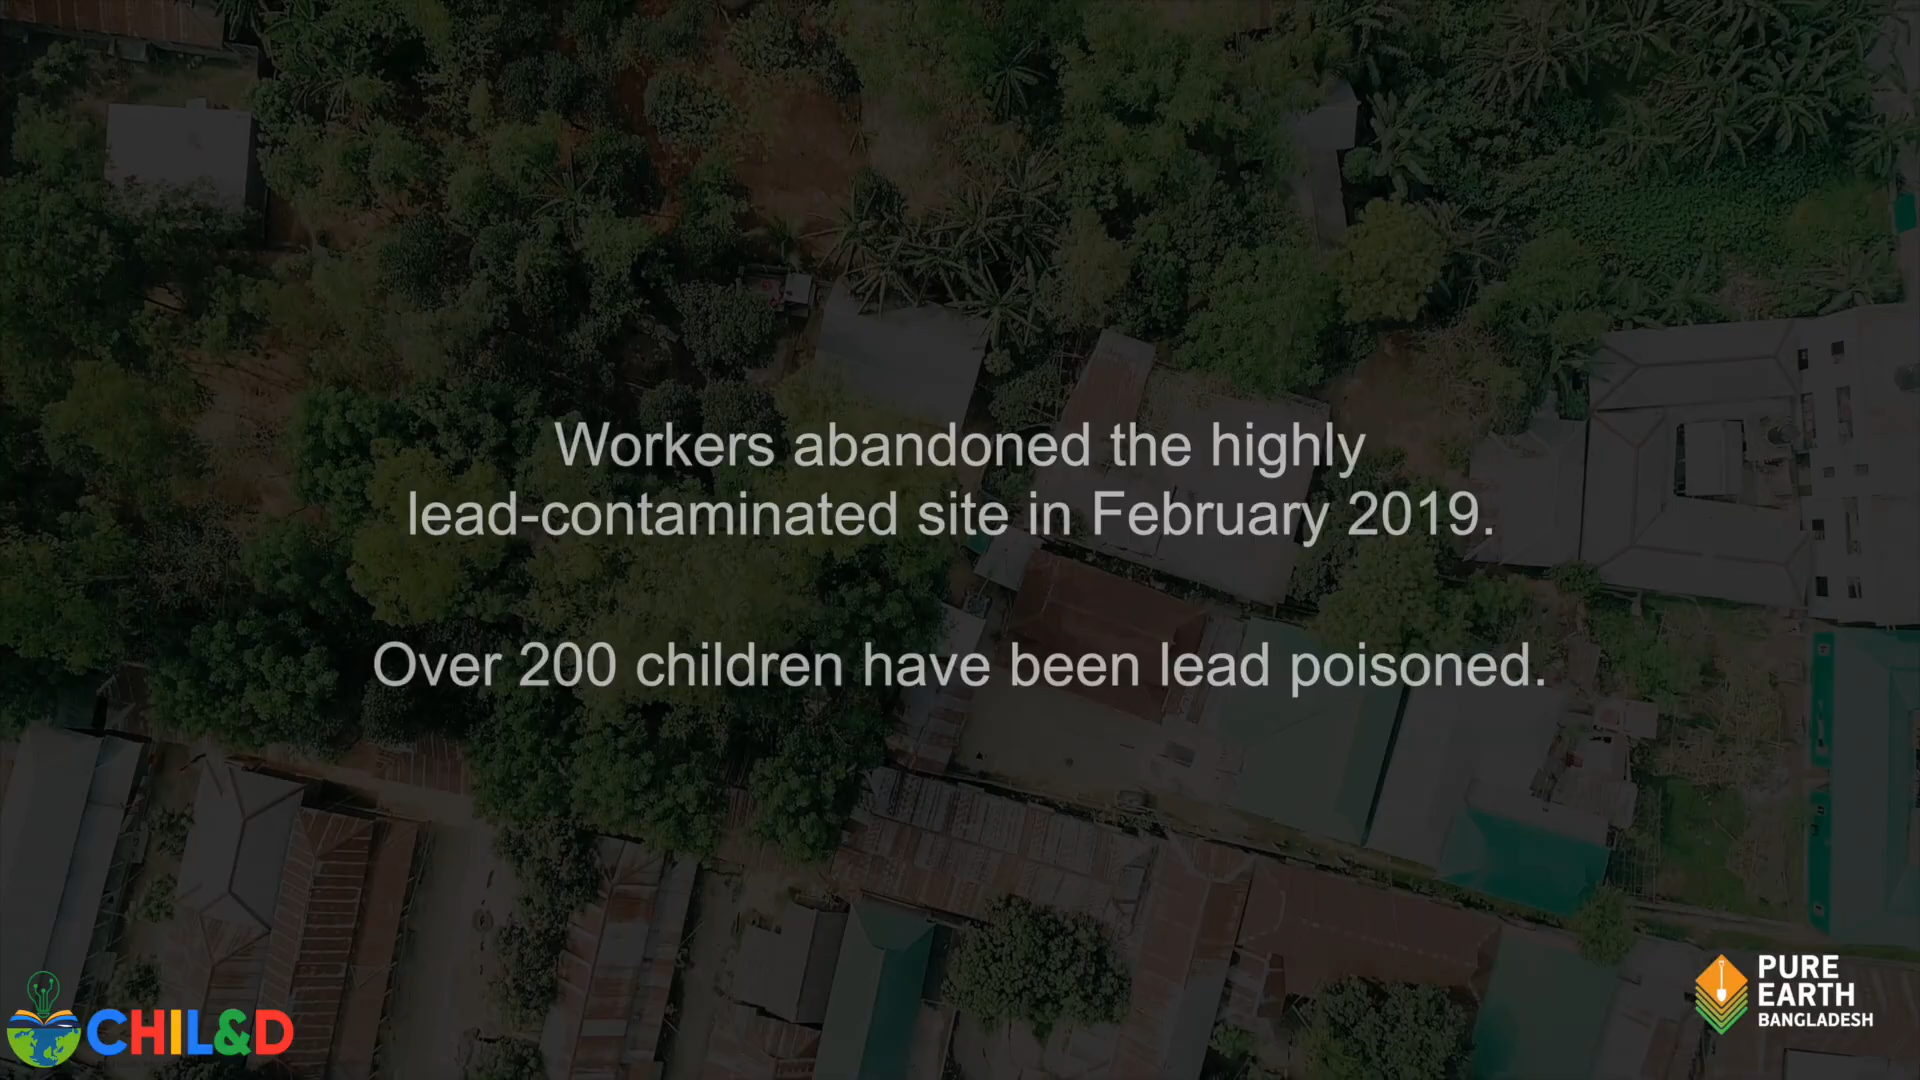 Workers abandoned the highly
lead-contaminated site in February 2019.
Over 200 children have been lead poisoned.
CHIL&D
PURE
EARTH
BANGLADESH